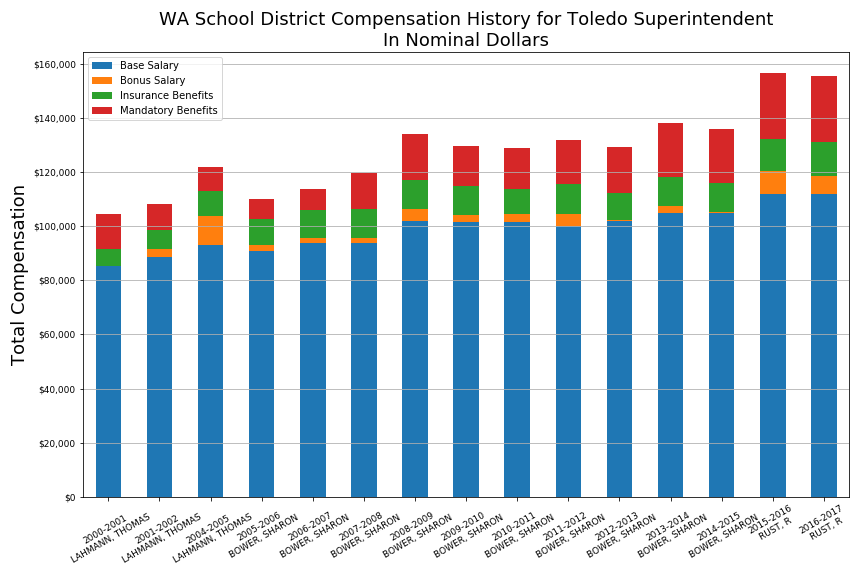 WA School District Compensation History for Toledo Superintendent
In Nominal Dollars
Base Salary
Bonus Salary
Insurance Benefits
Mandatory Benefits
Total Compensation
$160,000
$140,000
$120,000
$100,000
$80,000
$60,000
$40,000
$20,000
$0
2000-2001
LAHMANN, THOMAS
2001-2002
LAHMANN, THOMAS
2004-2005
LAHMANN, THOMAS
2005-2006
BOWER, SHARON
2006-2007
BOWER, SHARON
2007-2008
BOWER, SHARON
2008-2009
BOWER, SHARON
2009-2010
BOWER, SHARON
2010-2011
BOWER, SHARON
2011-2012
BOWER, SHARON
2012-2013
BOWER, SHARON
2013-2014
BOWER, SHARON
2014-2015
BOWER, SHARON
2015-2016
RUST, R
2016-2017
RUST, R